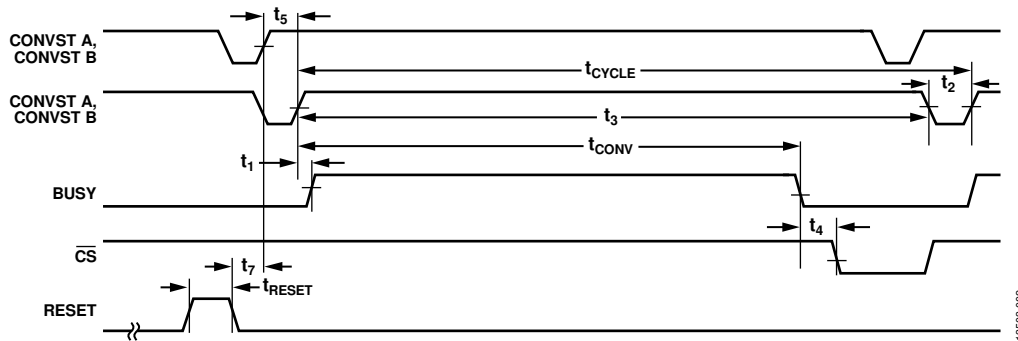 t5
CONVST A,
CONVST B
tCYCLE
t2
CONVST A,
CONVST B
t3
tCONV
t1
BUSY
t4
CS
t7
tRESET
RESET